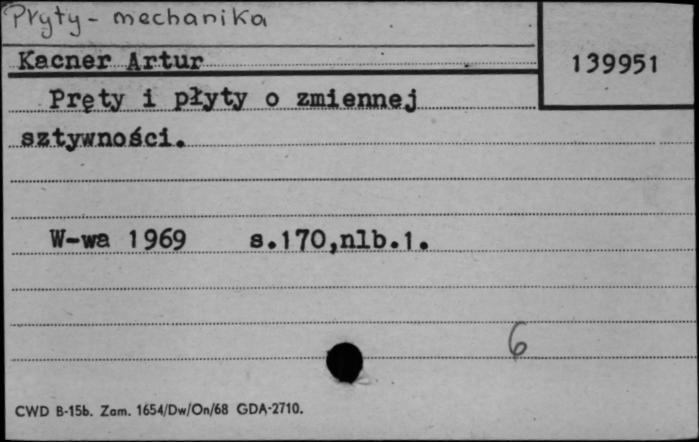 Płyty - mechanika
Kacner Artur
139951
Pręty i płyty o zmiennej
sztywności.
W-wa 1969 s.170,nlb.1.
6
CWD B-15b. Zam. 1654/Dw/On/68 GDA-2710.